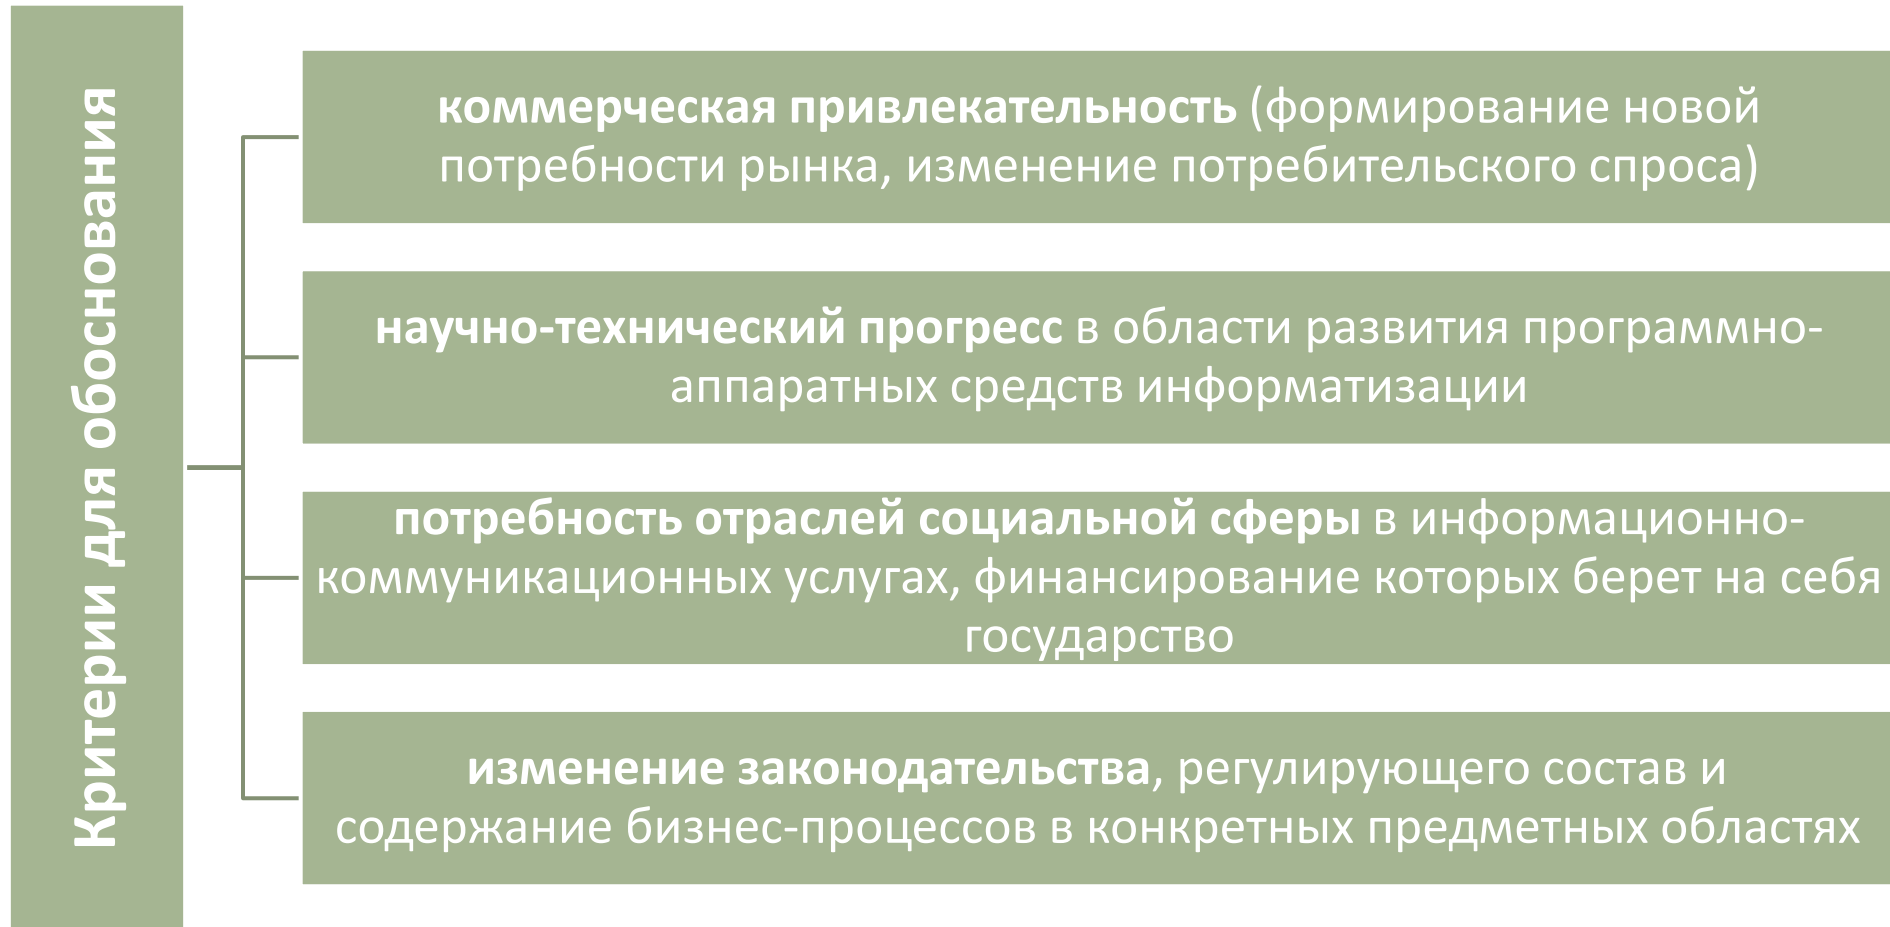 Критерии для обоснования
коммерческая привлекательность (формирование новой
потребности рынка, изменение потребительского спроса)
научно-технический прогресс в области развития программно-
аппаратных средств информатизации
потребность отраслей социальной сферы в информационно-
коммуникационных услугах, финансирование которых берет на себя
государство
изменение законодательства, регулирующего состав и
содержание бизнес-процессов в конкретных предметных областях